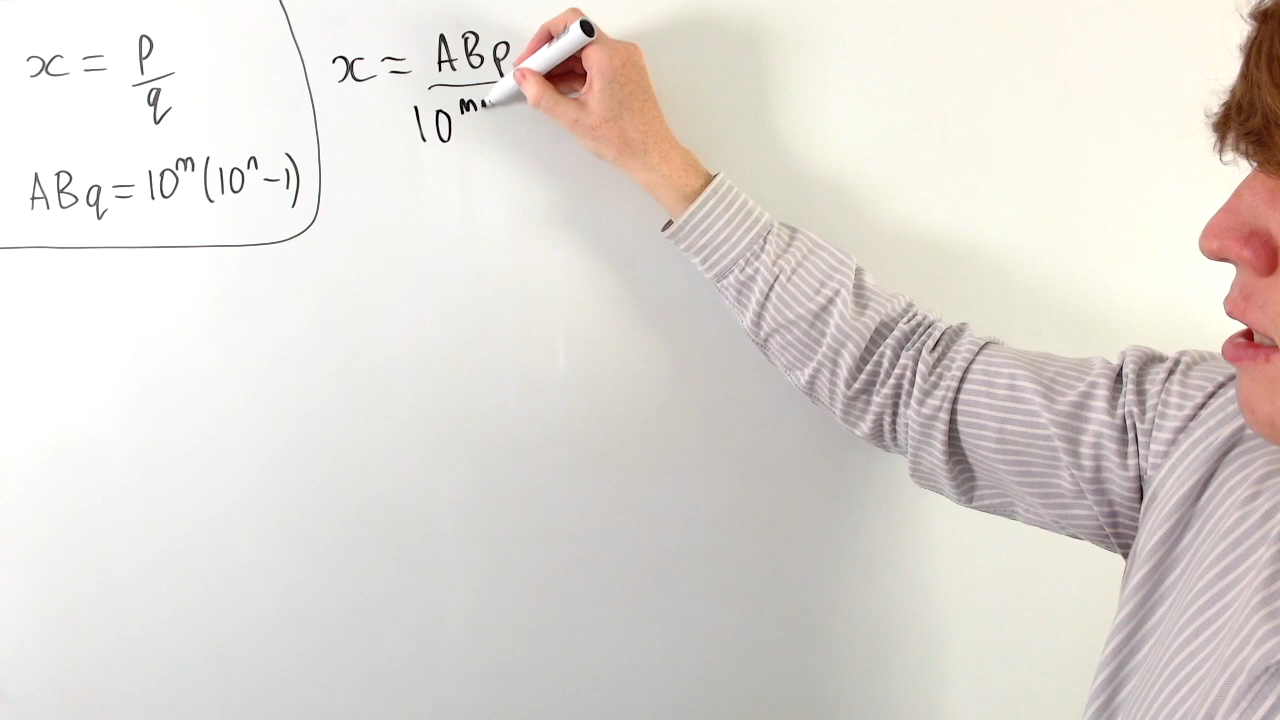 x = p/q
ABq = 10^m (10^n - 1)
x = ABp / 10^m